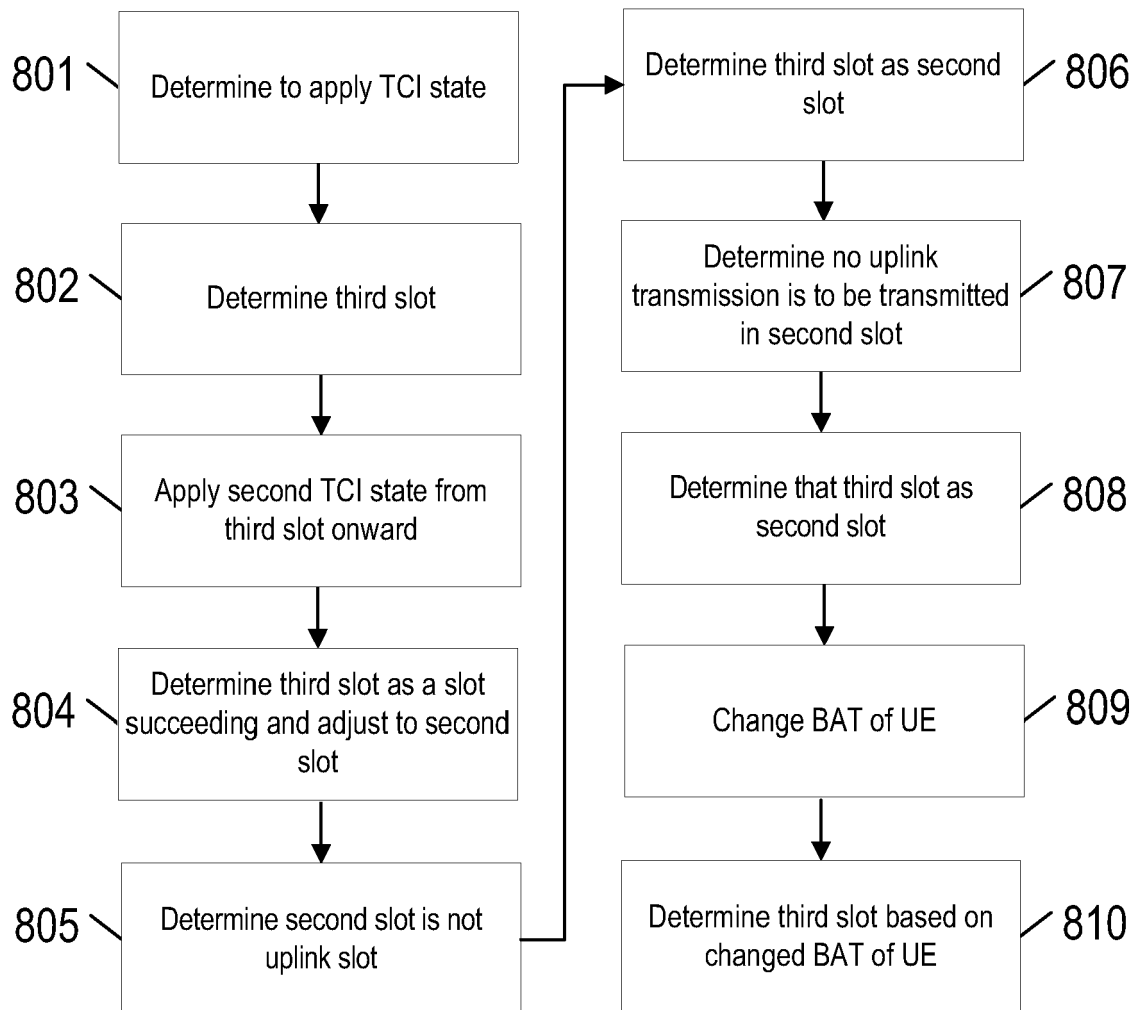 801
Determine to apply TCI state
802
Determine third slot
803
Apply second TCI state from
third slot onward
804
Determine third slot as a slot
succeeding and adjust to second
slot
805
Determine second slot is not
uplink slot
Determine third slot as second
slot
806
Determine no uplink
transmission is to be transmitted
in second slot
807
Determine that third slot as
second slot
808
Change BAT of UE
809
Determine third slot based on
changed BAT of UE
810